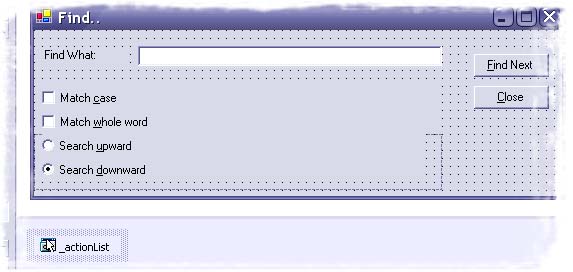 Find..
Find What:
Find Next
Close
Match case
Match whole word
Search upward
Search downward
_actionList